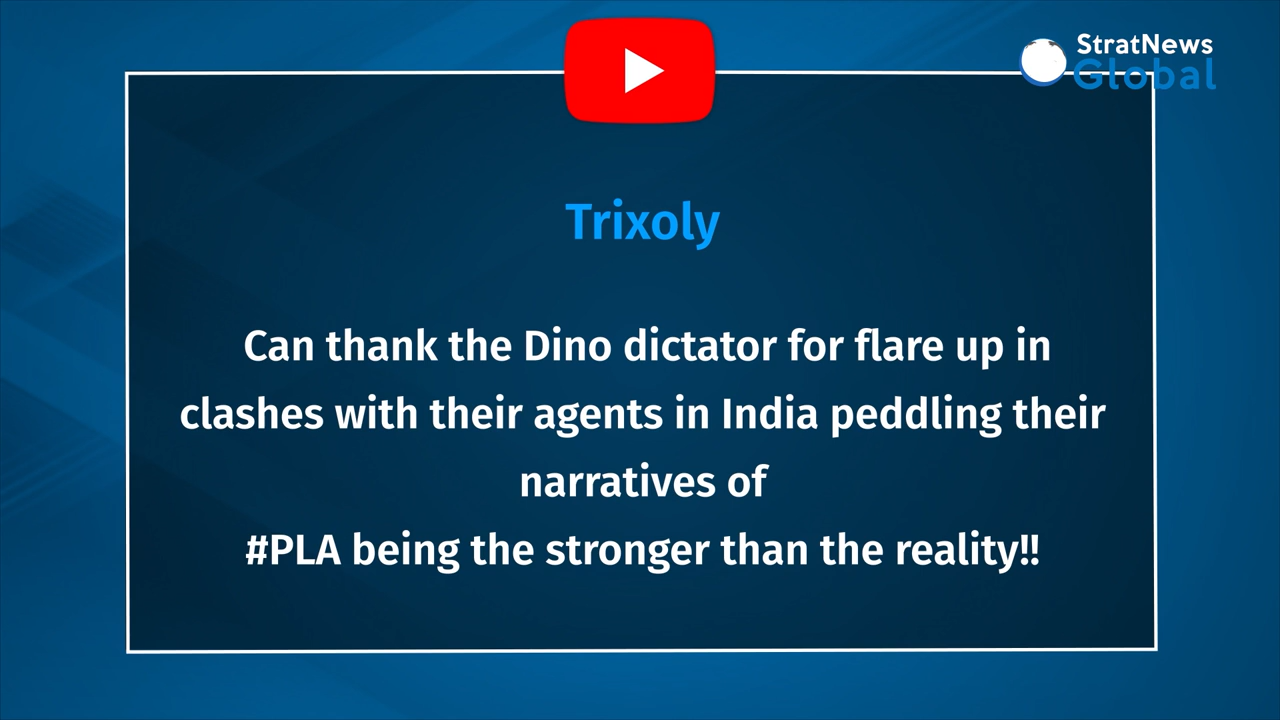 StratNews
Global
Trixoly
Can thank the Dino dictator for flare up in
clashes with their agents in India peddling their
narratives of
#PLA being the stronger than the reality!!